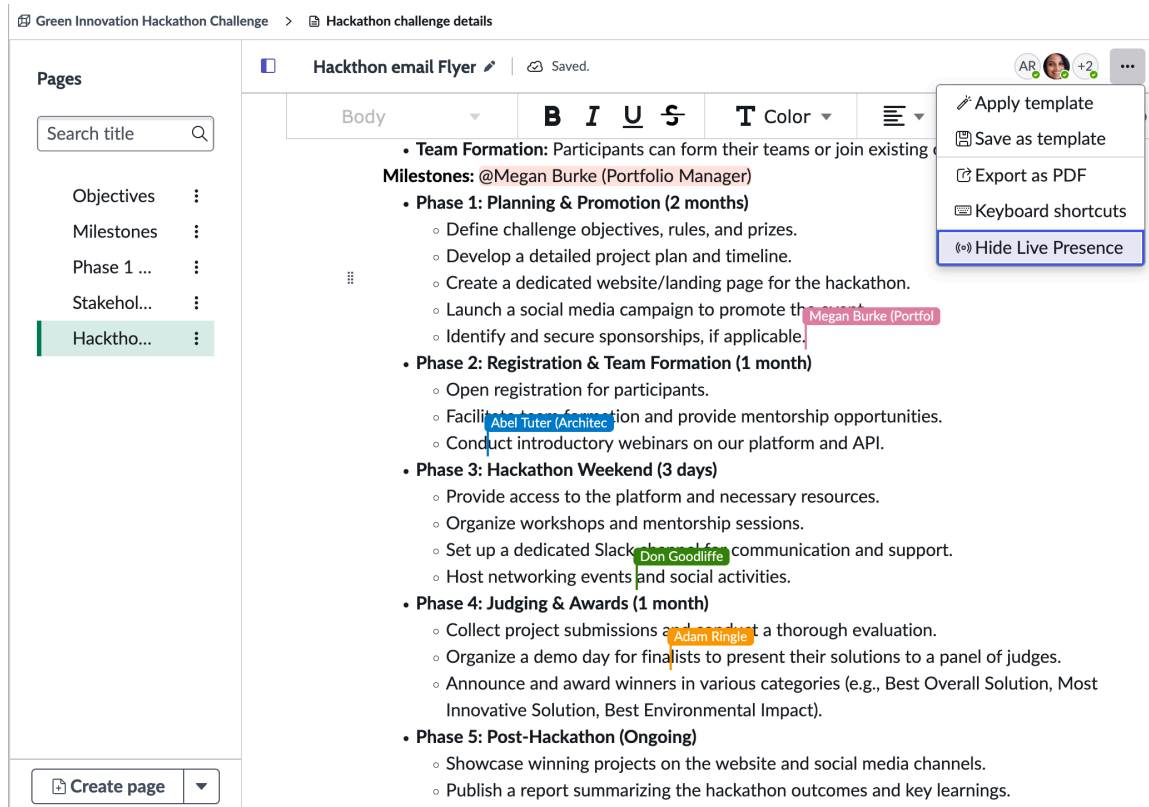 Green Innovation Hackathon Challenge > Hackathon challenge details
Pages
Search title
Objectives
Milestones
Phase 1 ...
Stakehol...
Hacktho...
Create page
Hackthon email Flyer
Saved.
AR
+2
Body
B I U S
T Color
Apply template
Save as template
Export as PDF
Keyboard shortcuts
Hide Live Presence
• Team Formation: Participants can form their teams or join existing
Milestones: @Megan Burke (Portfolio Manager)
• Phase 1: Planning & Promotion (2 months)
◦ Define challenge objectives, rules, and prizes.
◦ Develop a detailed project plan and timeline.
◦ Create a dedicated website/landing page for the hackathon.
◦ Launch a social media campaign to promote the event.
Megan Burke (Portfol
◦ Identify and secure sponsorships, if applicable.
• Phase 2: Registration & Team Formation (1 month)
◦ Open registration for participants.
◦ Facilitate team formation and provide mentorship opportunities.
Abel Tuter (Architec
◦ Conduct introductory webinars on our platform and API.
• Phase 3: Hackathon Weekend (3 days)
◦ Provide access to the platform and necessary resources.
◦ Organize workshops and mentorship sessions.
◦ Set up a dedicated Slack channel for communication and support.
Don Goodliffe
◦ Host networking events and social activities.
• Phase 4: Judging & Awards (1 month)
◦ Collect project submissions and conduct a thorough evaluation.
Adam Ringle
◦ Organize a demo day for finalists to present their solutions to a panel of judges.
◦ Announce and award winners in various categories (e.g., Best Overall Solution, Most
Innovative Solution, Best Environmental Impact).
• Phase 5: Post-Hackathon (Ongoing)
◦ Showcase winning projects on the website and social media channels.
◦ Publish a report summarizing the hackathon outcomes and key learnings.